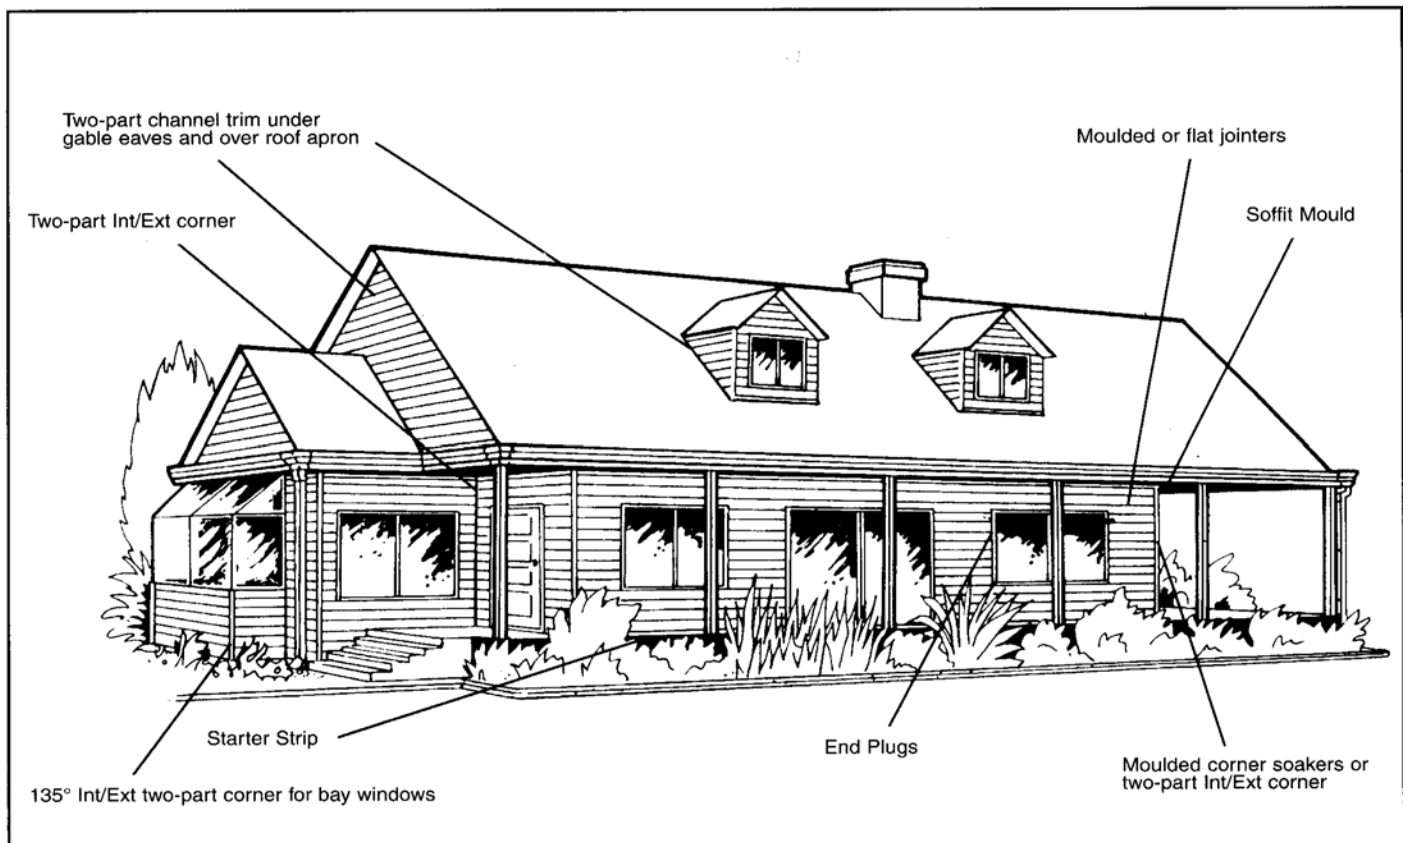 Two-part channel trim under
gable eaves and over roof apron
Moulded or flat jointers
Two-part Int/Ext corner
Soffit Mould
Starter Strip
End Plugs
Moulded corner soakers or
two-part Int/Ext corner
135° Int/Ext two-part corner for bay windows